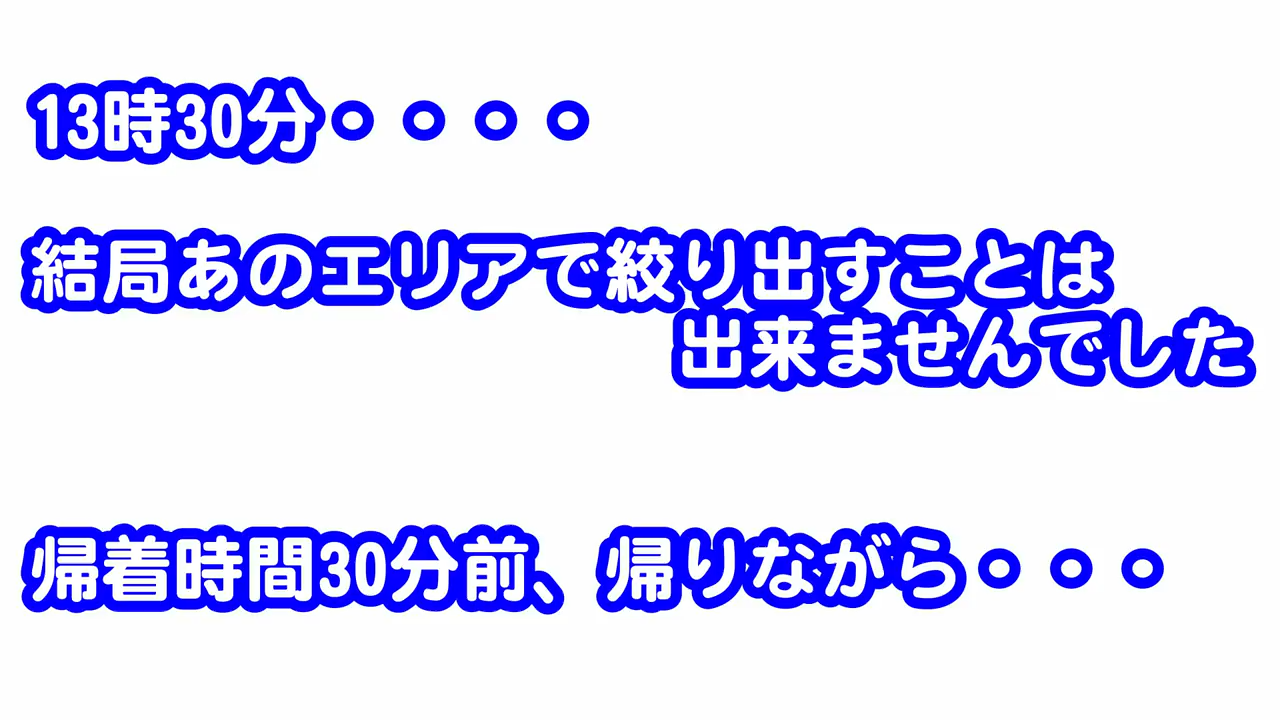 13時30分・・・・
結局あのエリアで絞り出すことは
出来ませんでした
帰着時間30分前、帰りながら・・・